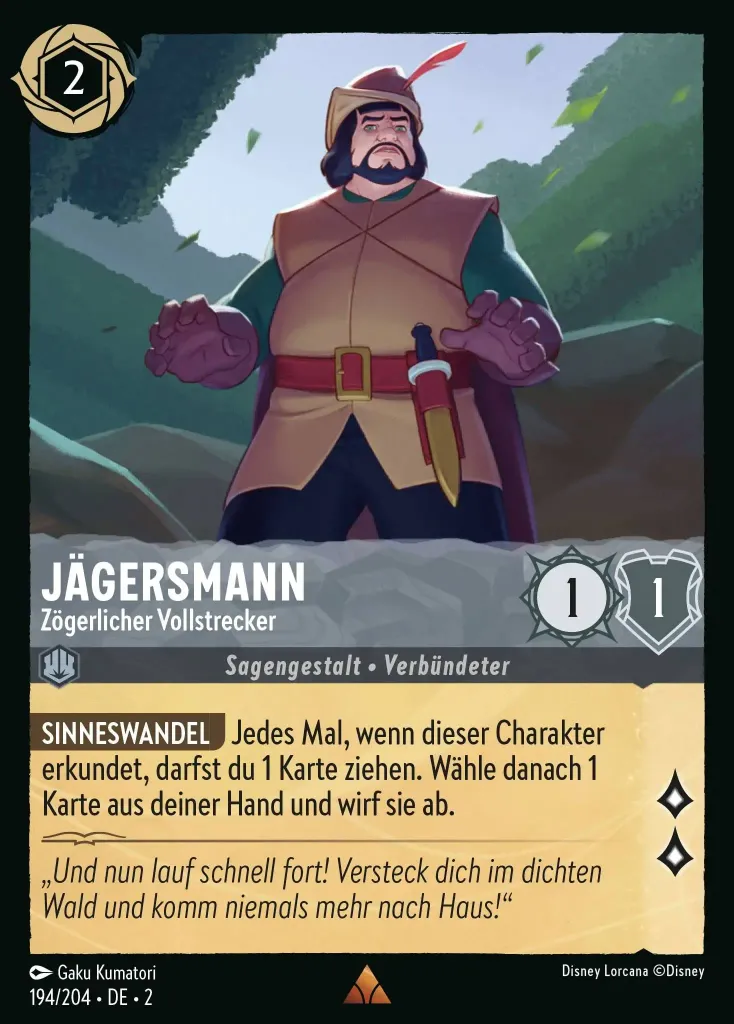 2
JÄGERSMANN
Zögerlicher Vollstrecker
1
1
Sagengestalt • Verbündeter
SINNESWANDEL Jedes Mal, wenn dieser Charakter
erkundet, darfst du 1 Karte ziehen. Wähle danach 1
Karte aus deiner Hand und wirf sie ab.
„Und nun lauf schnell fort! Versteck dich im dichten
Wald und komm niemals mehr nach Haus!“
Gaku Kumatori
Disney Lorcana ©Disney
194/204 • DE • 2